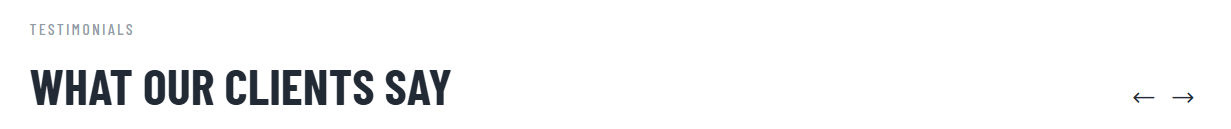 TESTIMONIALS
WHAT OUR CLIENTS SAY